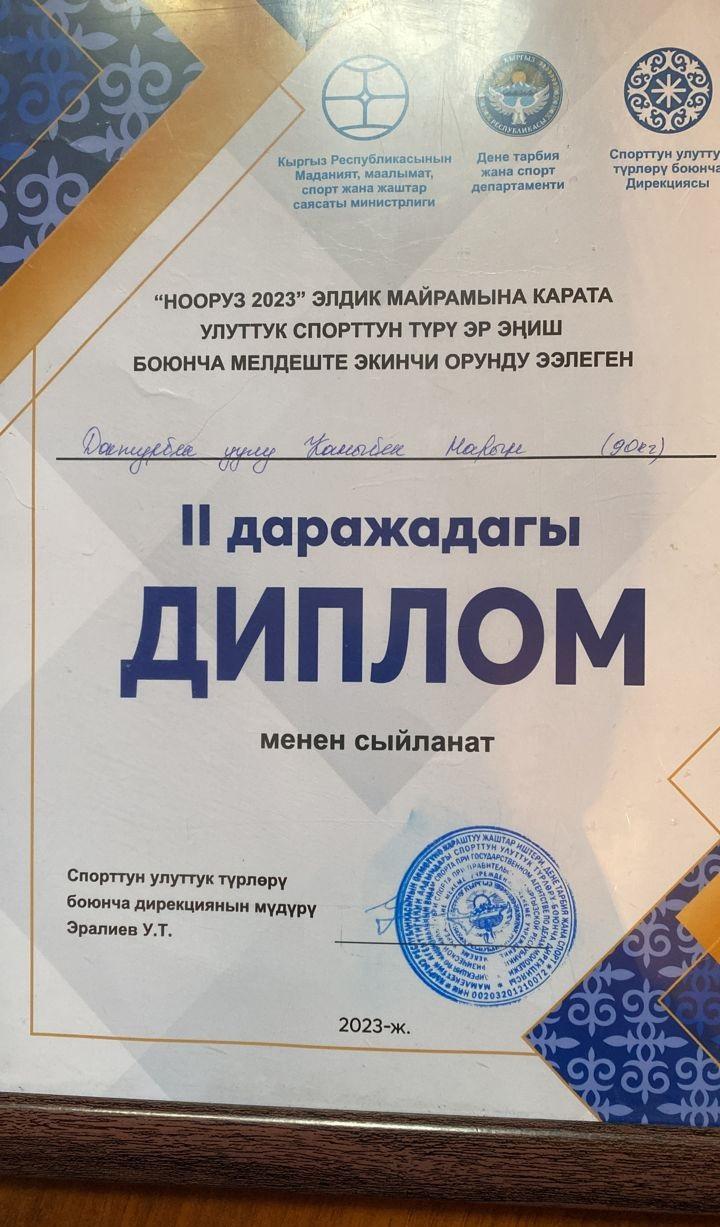 Кыргыз Республикасынын
Маданият, маалымат,
спорт жана жаштар
саясаты министрлиги
Дене тарбия
жана спорт
департаменти
Спорттун улутту
түрлөрү боюнча
Дирекциясы
“НООРУЗ 2023” ЭЛДИК МАЙРАМЫНА КАРАТА
УЛУТТУК СПОРТТУН ТҮРҮ ЭР ЭҢИШ
БОЮНЧА МЕЛДЕШТЕ ЭКИНЧИ ОРУНДУ ЭЭЛЕГЕН
уулу Каныбек Нарын (90кг)
II даражадагы
ДИПЛОМ
менен сыйланат
Спорттун улуттук түрлөрү
боюнча дирекциянын мүдүрү
Эралиев У.Т.
2023-ж.